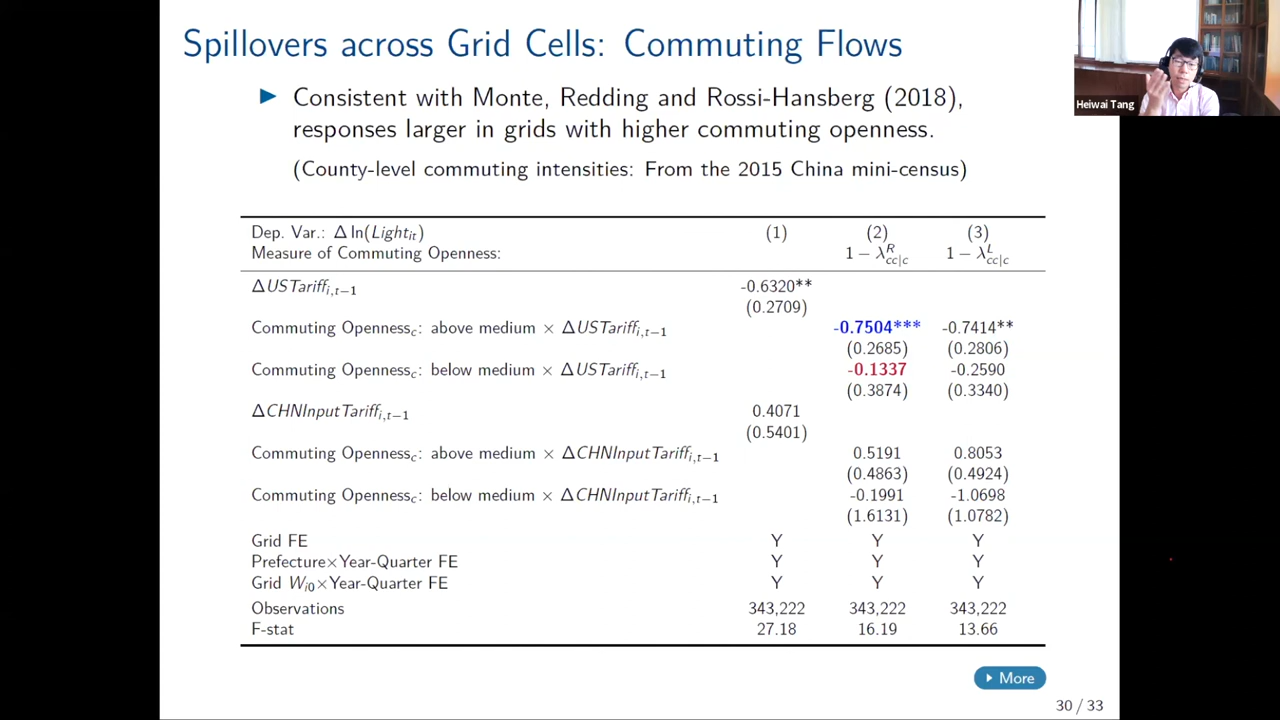 Spillovers across Grid Cells: Commuting Flows
Heiwai Tang
▶ Consistent with Monte, Redding and Rossi-Hansberg (2018),
responses larger in grids with higher commuting openness.
(County-level commuting intensities: From the 2015 China mini-census)
Dep. Var.: Δ ln(Light_it) (1) (2) (3)
Measure of Commuting Openness: 1 − λ^R_cc|c 1 − λ^L_cc|c
ΔUSTariff_i,t−1 -0.6320**
(0.2709)
Commuting Openness_c: above medium × ΔUSTariff_i,t−1 -0.7504*** -0.7414**
(0.2685) (0.2806)
Commuting Openness_c: below medium × ΔUSTariff_i,t−1 -0.1337 -0.2590
(0.3874) (0.3340)
ΔCHNInputTariff_i,t−1 0.4071
(0.5401)
Commuting Openness_c: above medium × ΔCHNInputTariff_i,t−1 0.5191 0.8053
(0.4863) (0.4924)
Commuting Openness_c: below medium × ΔCHNInputTariff_i,t−1 -0.1991 -1.0698
(1.6131) (1.0782)
Grid FE Y Y Y
Prefecture×Year-Quarter FE Y Y Y
Grid W_i0×Year-Quarter FE Y Y Y
Observations 343,222 343,222 343,222
F-stat 27.18 16.19 13.66
More
30 / 33